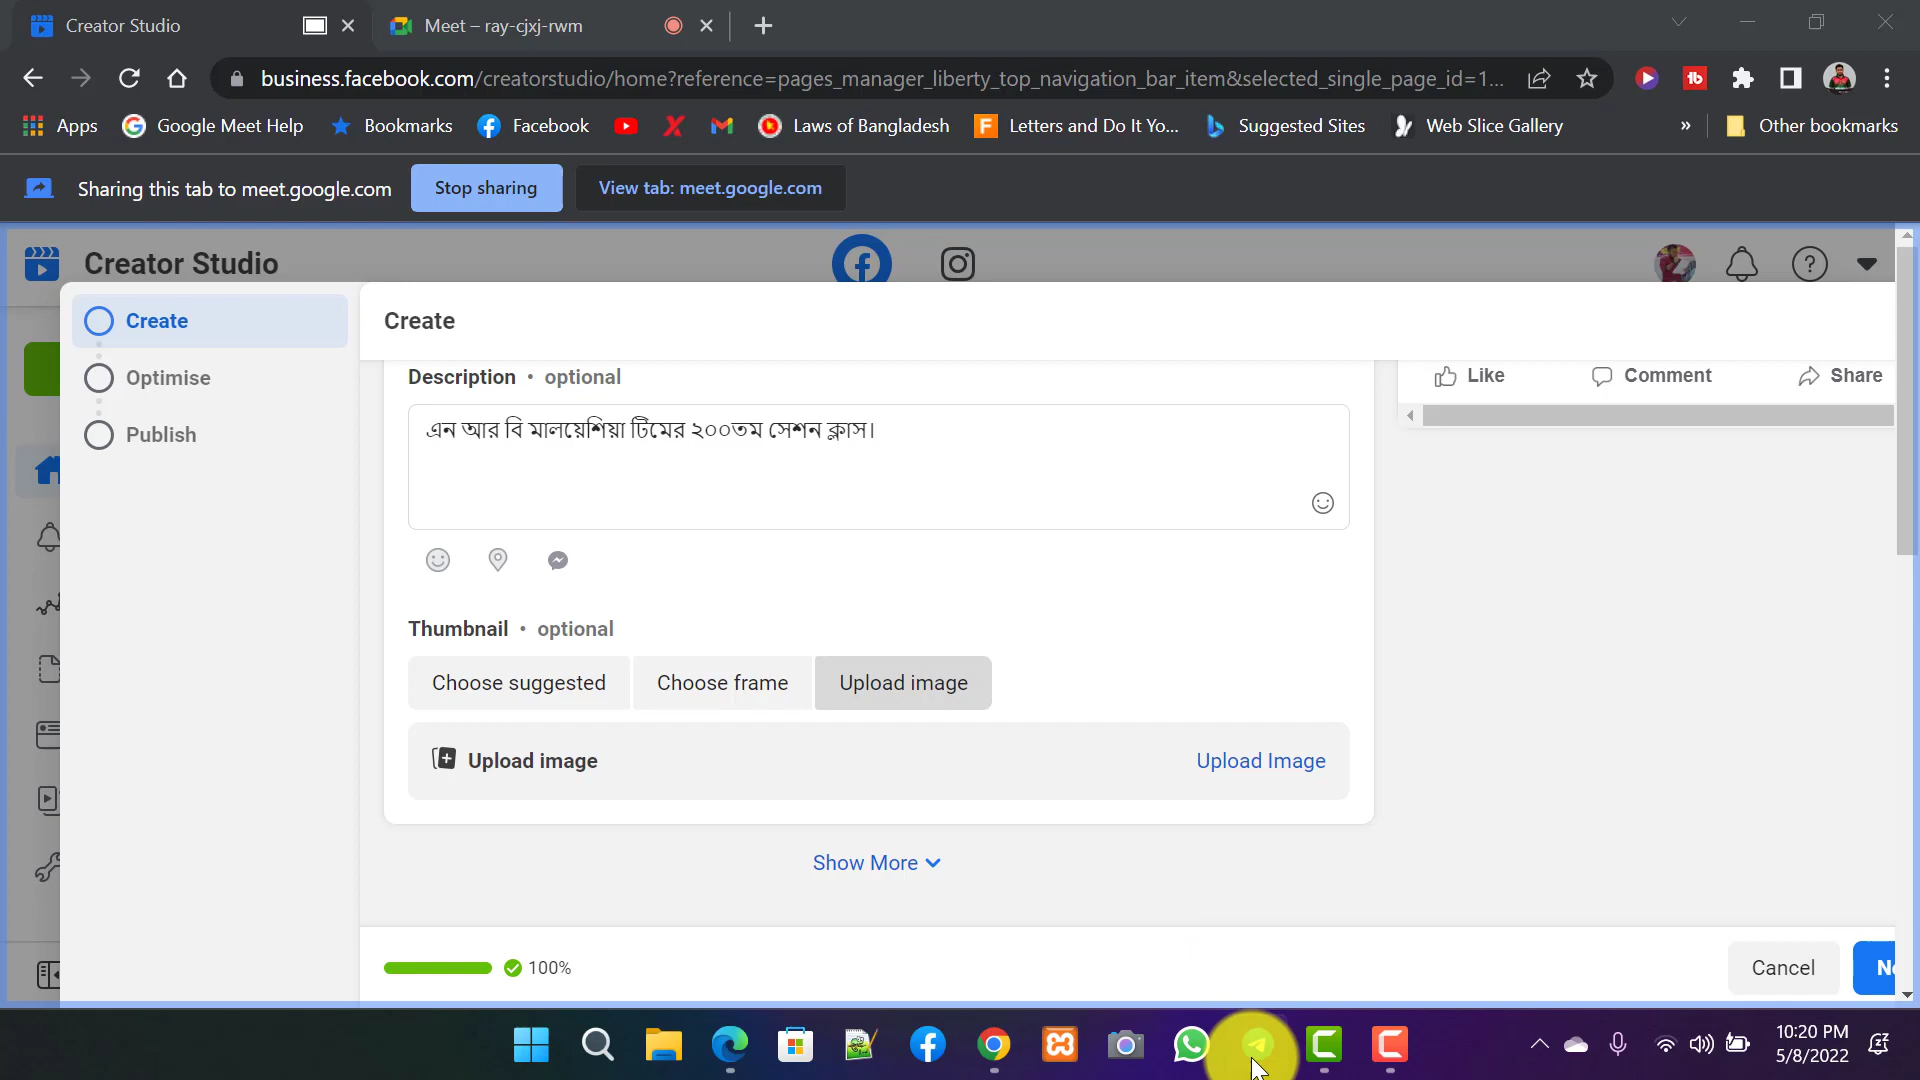 Creator Studio
Meet – ray-cjxj-rwm
business.facebook.com/creatorstudio/home?reference=pages_manager_liberty_top_navigation_bar_item&selected_single_page_id=1...
Apps
Google Meet Help
Bookmarks
Facebook
Laws of Bangladesh
Letters and Do It Yo...
Suggested Sites
Web Slice Gallery
»
Other bookmarks
Sharing this tab to meet.google.com
Stop sharing
View tab: meet.google.com
Creator Studio
Create
Optimise
Publish
Create
Description • optional
এন আর বি মালয়েশিয়া টিমের ২০০তম সেশন ক্লাস।
Like
Comment
Share
Thumbnail • optional
Choose suggested
Choose frame
Upload image
Upload image
Upload Image
Show More
100%
Cancel
10:20 PM
5/8/2022